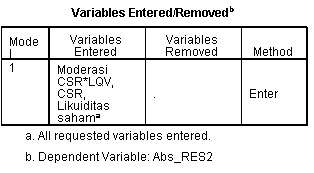 Variables Entered/Removedb
Mode
l
Variables
Entered
Variables
Removed
Method
1
Moderasi
CSR*LQV,
CSR,
Likuiditas
sahama
.
Enter
a. All requested variables entered.
b. Dependent Variable: Abs_RES2